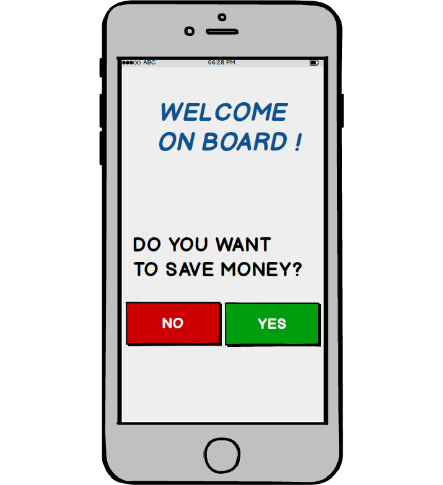 ABC 06:28 PM
WELCOME
ON BOARD !
DO YOU WANT
TO SAVE MONEY?
NO YES